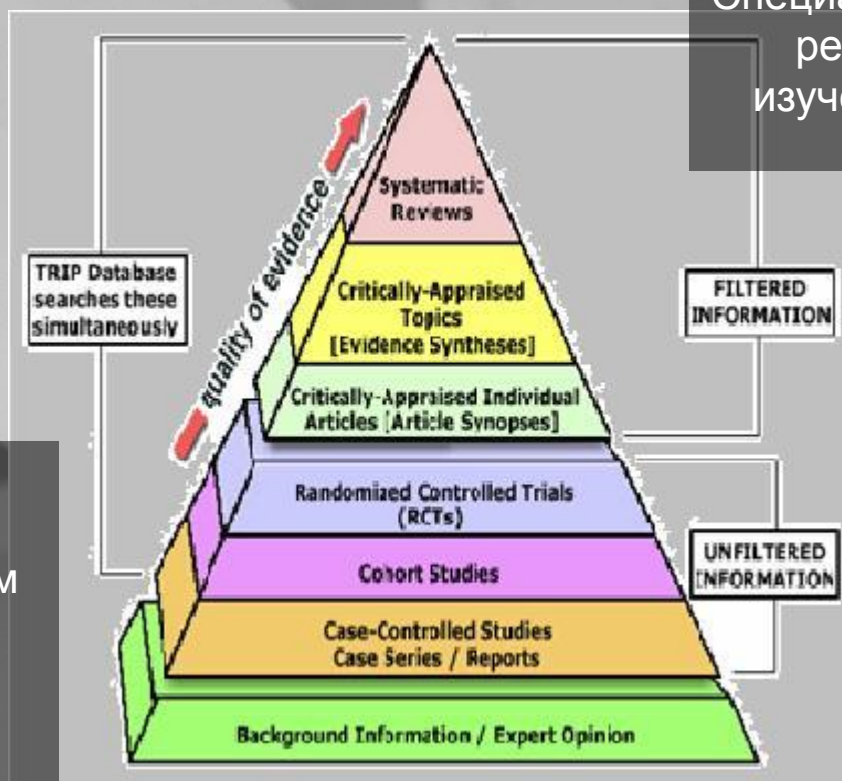 ре
изуче
Systematic
Reviews
quality of evidence
TRIP Database
searches these
simultaneously
Critically-Appraised
Topics
[Evidence Syntheses]
FILTERED
INFORMATION
Critically-Appraised Individual
Articles [Article Synopses]
Randomized Controlled Trials
(RCTs)
UNFILTERED
INFORMATION
м
Cohort Studies
Case-Controlled Studies
Case Series / Reports
Background Information / Expert Opinion